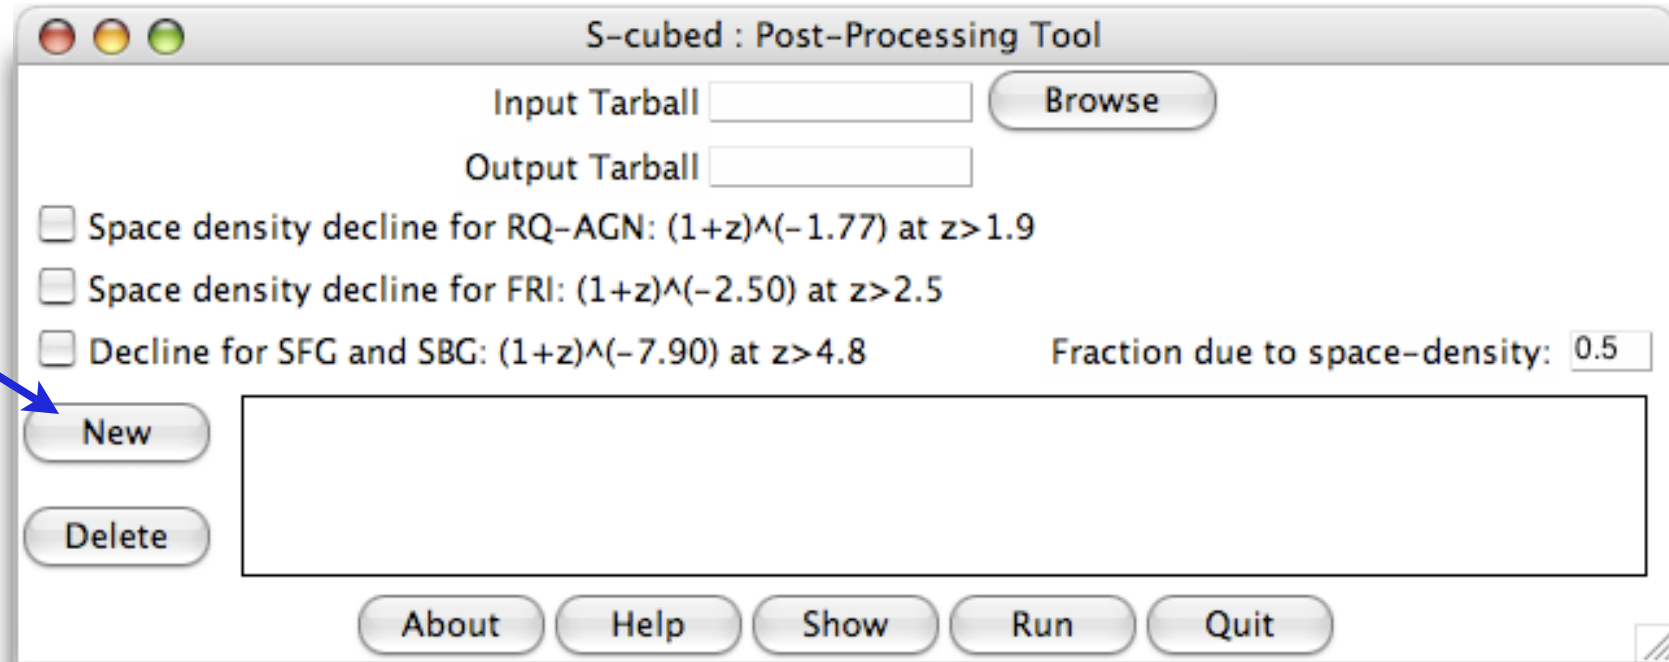 S-cubed : Post-Processing Tool
Input Tarball Browse
Output Tarball
Space density decline for RQ-AGN: (1+z)^(-1.77) at z>1.9
Space density decline for FRI: (1+z)^(-2.50) at z>2.5
Decline for SFG and SBG: (1+z)^(-7.90) at z>4.8 Fraction due to space-density: 0.5
New
Delete
About Help Show Run Quit